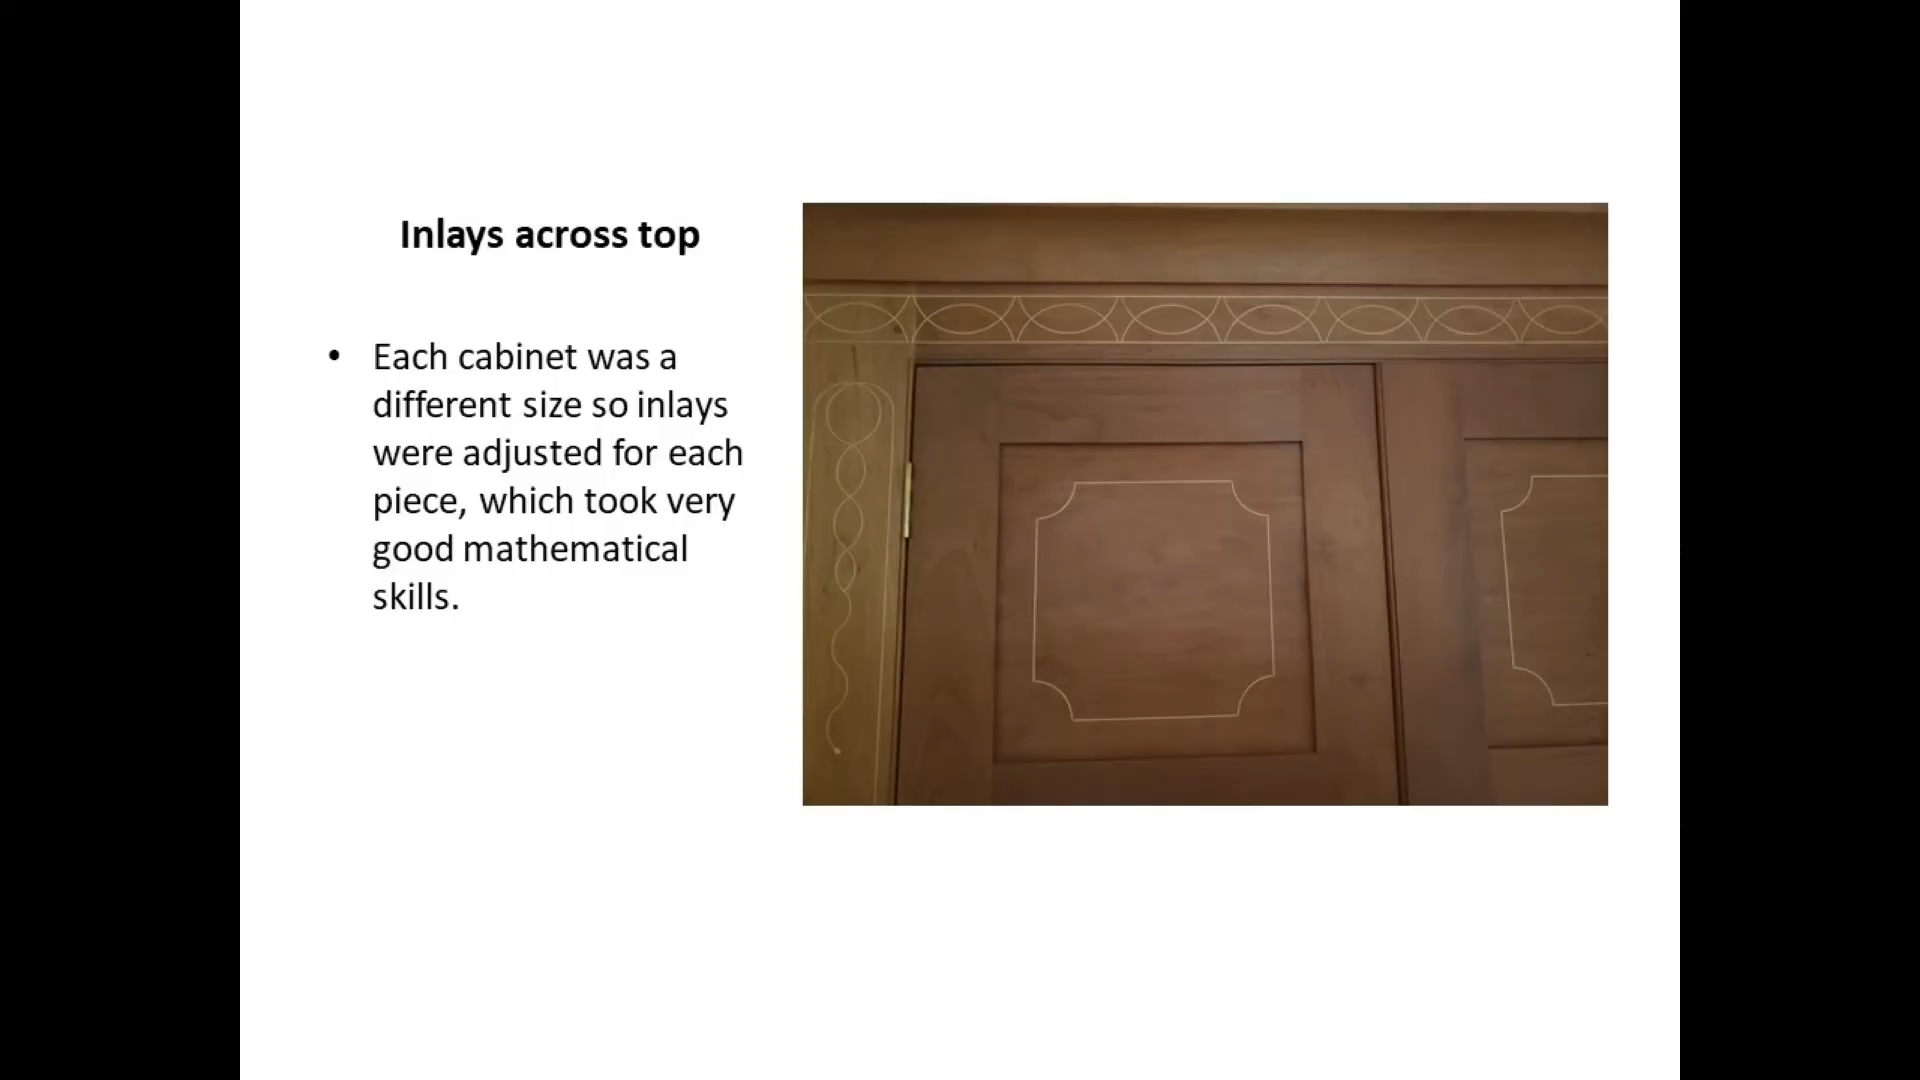 Inlays across top
• Each cabinet was a
different size so inlays
were adjusted for each
piece, which took very
good mathematical
skills.